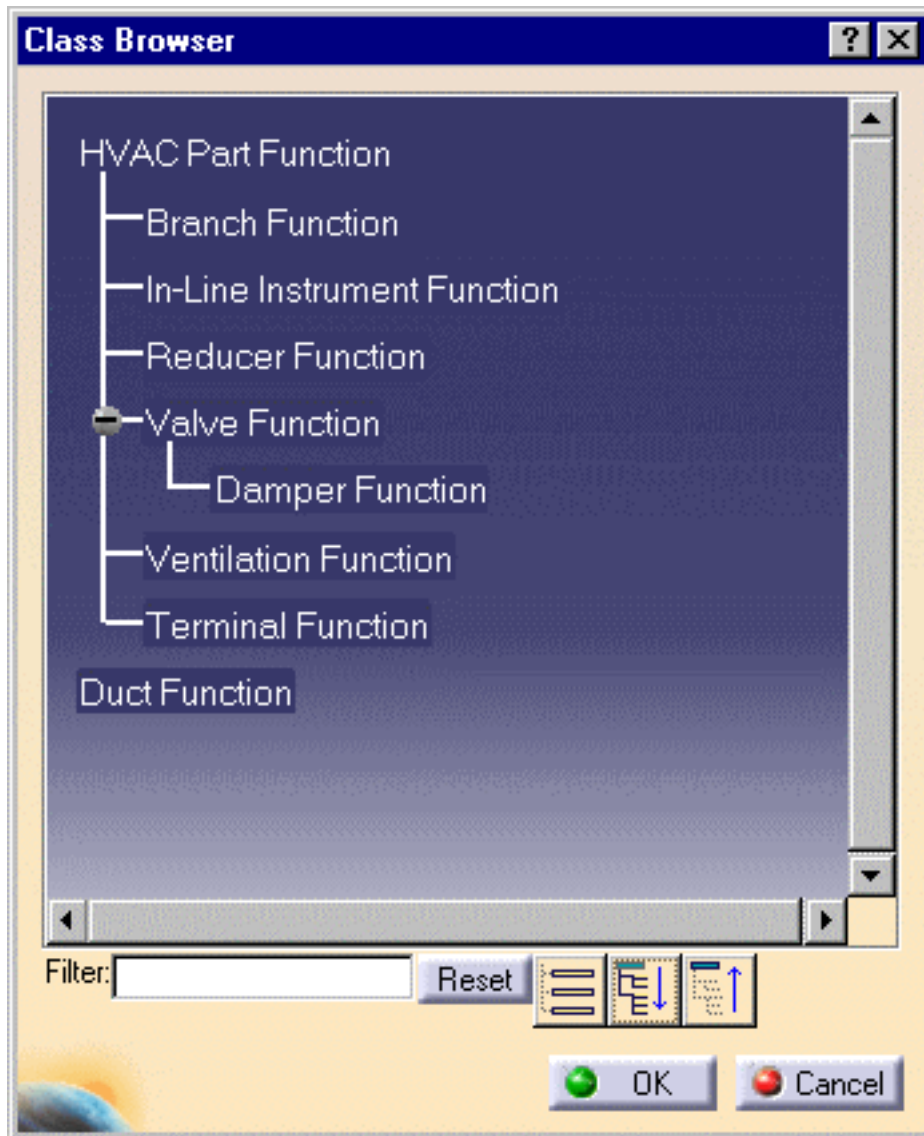 Class Browser
HVAC Part Function
Branch Function
In-Line Instrument Function
Reducer Function
Valve Function
Damper Function
Ventilation Function
Terminal Function
Duct Function
Filter: Reset
OK Cancel